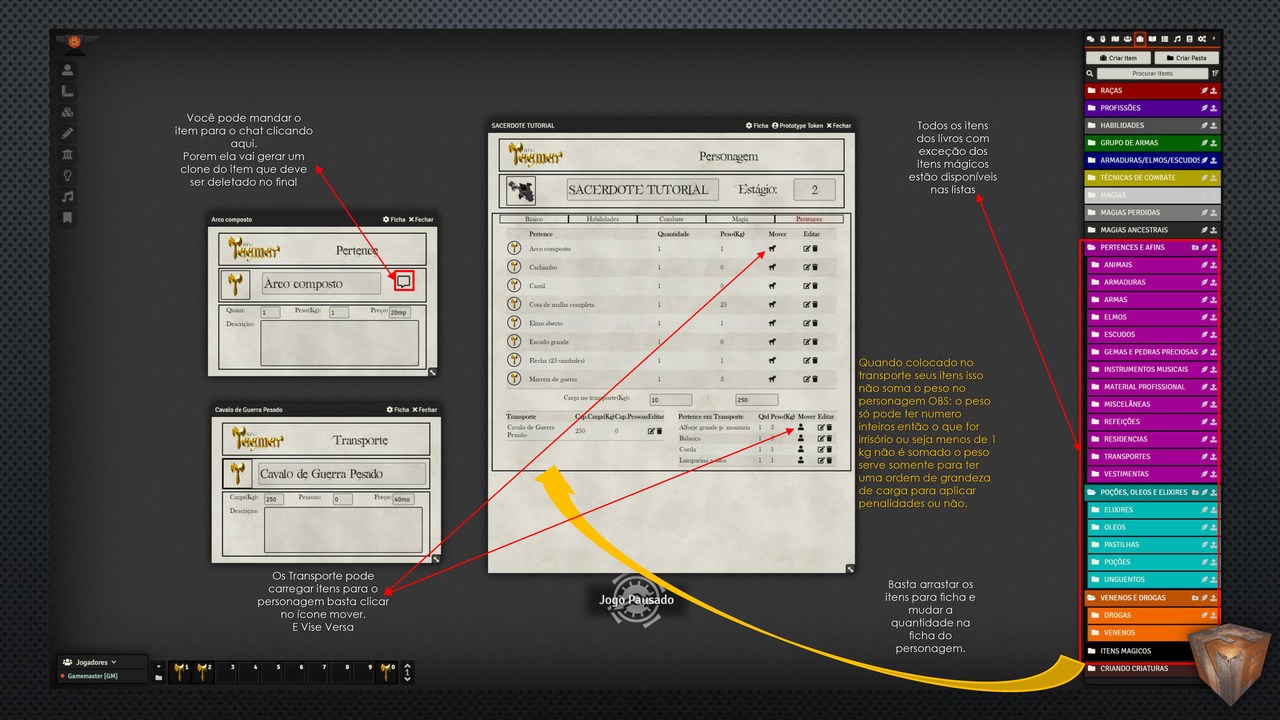 Você pode mandar o
item para o chat clicando
aqui.
Porem ela vai gerar um
clone do item que deve
ser deletado no final
Arco composto
Ficha
Fechar
Tagmar
Pertence
Arco composto
Quant:
1
Peso(Kg):
1
Preço:
20mp
Descrição:
Cavalo de Guerra Pesado
Ficha
Fechar
Tagmar
Transporte
Cavalo de Guerra Pesado
Carga(Kg):
250
Pessoas:
0
Preço:
40mo
Descrição:
Os Transporte pode
carregar itens para o
personagem basta clicar
no ícone mover.
E Vise Versa
Jogadores
Gamemaster [GM]
1 2 3 4 5 6 7 8 9 0
1
SACERDOTE TUTORIAL
Ficha
Prototype Token
Fechar
Tagmar
Personagem
SACERDOTE TUTORIAL
Estágio:
2
Básico
Habilidades
Combate
Magia
Pertences
Pertence Quantidade Peso(Kg) Mover Editar
Arco composto 1 1
Cachimbo 1 0
Cantil 1 0
Cota de malha completa 1 23
Elmo aberto 1 1
Escudo grande 1 6
Flecha (25 unidades) 1 1
Marreta de guerra 1 3
Carga no transporte(Kg):
10
250
Transporte Cap.Carga(Kg) Cap.Pessoas Editar
Cavalo de Guerra
Pesado
250 0
Pertence em Transporte Qtd Peso(Kg) Mover Editar
Alforje grande p/ montaria 1 5
Balança 1
Corda 1 1
Lamparina 1 1
Jogo Pausado
Todos os itens
dos livros com
exceção dos
itens mágicos
estão disponíveis
nas listas
Quando colocado no
transporte seus itens isso
não soma o peso no
personagem OBS: o peso
só pode ter numero
inteiros então o que for
irrisório ou seja menos de 1
kg não é somado o peso
serve somente para ter
uma ordem de grandeza
de carga para aplicar
penalidades ou não.
Basta arrastar os
itens para ficha e
mudar a
quantidade na
ficha do
personagem.
Criar Item
Criar Pasta
Procurar Items
RAÇAS
PROFISSÕES
HABILIDADES
GRUPO DE ARMAS
ARMADURAS/ELMOS/ESCUDOS
TÉCNICAS DE COMBATE
MAGIAS
MAGIAS PERDIDAS
MAGIAS ANCESTRAIS
PERTENCES E AFINS
ANIMAIS
ARMADURAS
ARMAS
ELMOS
ESCUDOS
GEMAS E PEDRAS PRECIOSAS
INSTRUMENTOS MUSICAIS
MATERIAL PROFISSIONAL
MISCELÂNEAS
REFEIÇÕES
RESIDENCIAS
TRANSPORTES
VESTIMENTAS
POÇÕES, OLEOS E ELIXIRES
ELIXIRES
OLEOS
PASTILHAS
POÇÕES
UNGUENTOS
VENENOS E DROGAS
DROGAS
VENENOS
ITENS MAGICOS
CRIANDO CRIATURAS